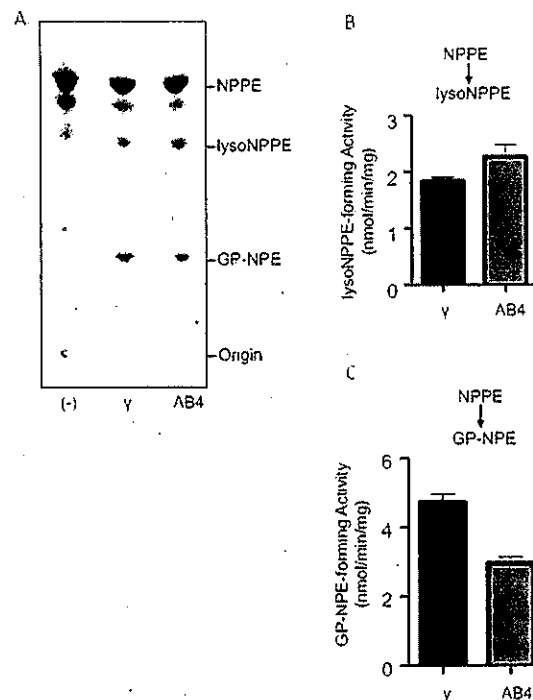 A
NPPE
lysoNPPE
GP-NPE
Origin
(-) γ AB4
B
NPPE
lysoNPPE
lysoNPPE-forming Activity
(nmol/min/mg)
3
2
1
0
γ AB4
C
NPPE
GP-NPE
GP-NPE-forming Activity
(nmol/min/mg)
6
4
2
0
γ AB4